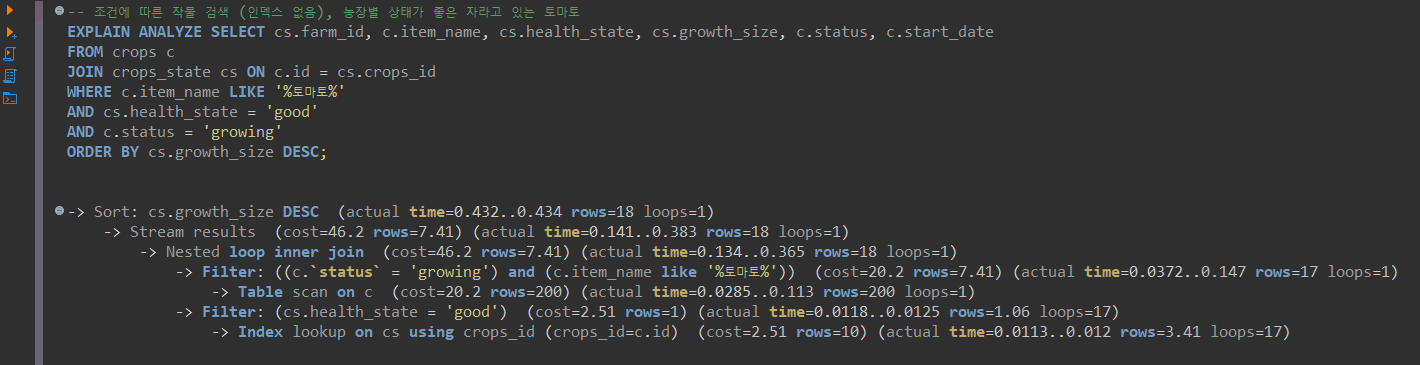 -- 조건에 따른 작물 검색 (인덱스 없음), 농장별 상태가 좋은 자라고 있는 토마토
EXPLAIN ANALYZE SELECT cs.farm_id, c.item_name, cs.health_state, cs.growth_size, c.status, c.start_date
FROM crops c
JOIN crops_state cs ON c.id = cs.crops_id
WHERE c.item_name LIKE '%토마토%'
AND cs.health_state = 'good'
AND c.status = 'growing'
ORDER BY cs.growth_size DESC;
-> Sort: cs.growth_size DESC (actual time=0.432..0.434 rows=18 loops=1)
-> Stream results (cost=46.2 rows=7.41) (actual time=0.141..0.383 rows=18 loops=1)
-> Nested loop inner join (cost=46.2 rows=7.41) (actual time=0.134..0.365 rows=18 loops=1)
-> Filter: ((c.`status` = 'growing') and (c.item_name like '%토마토%')) (cost=20.2 rows=7.41) (actual time=0.0372..0.147 rows=17 loops=1)
-> Table scan on c (cost=20.2 rows=200) (actual time=0.0285..0.113 rows=200 loops=1)
-> Filter: (cs.health_state = 'good') (cost=2.51 rows=1) (actual time=0.0118..0.0125 rows=1.06 loops=17)
-> Index lookup on cs using crops_id (crops_id=c.id) (cost=2.51 rows=10) (actual time=0.0113..0.012 rows=3.41 loops=17)